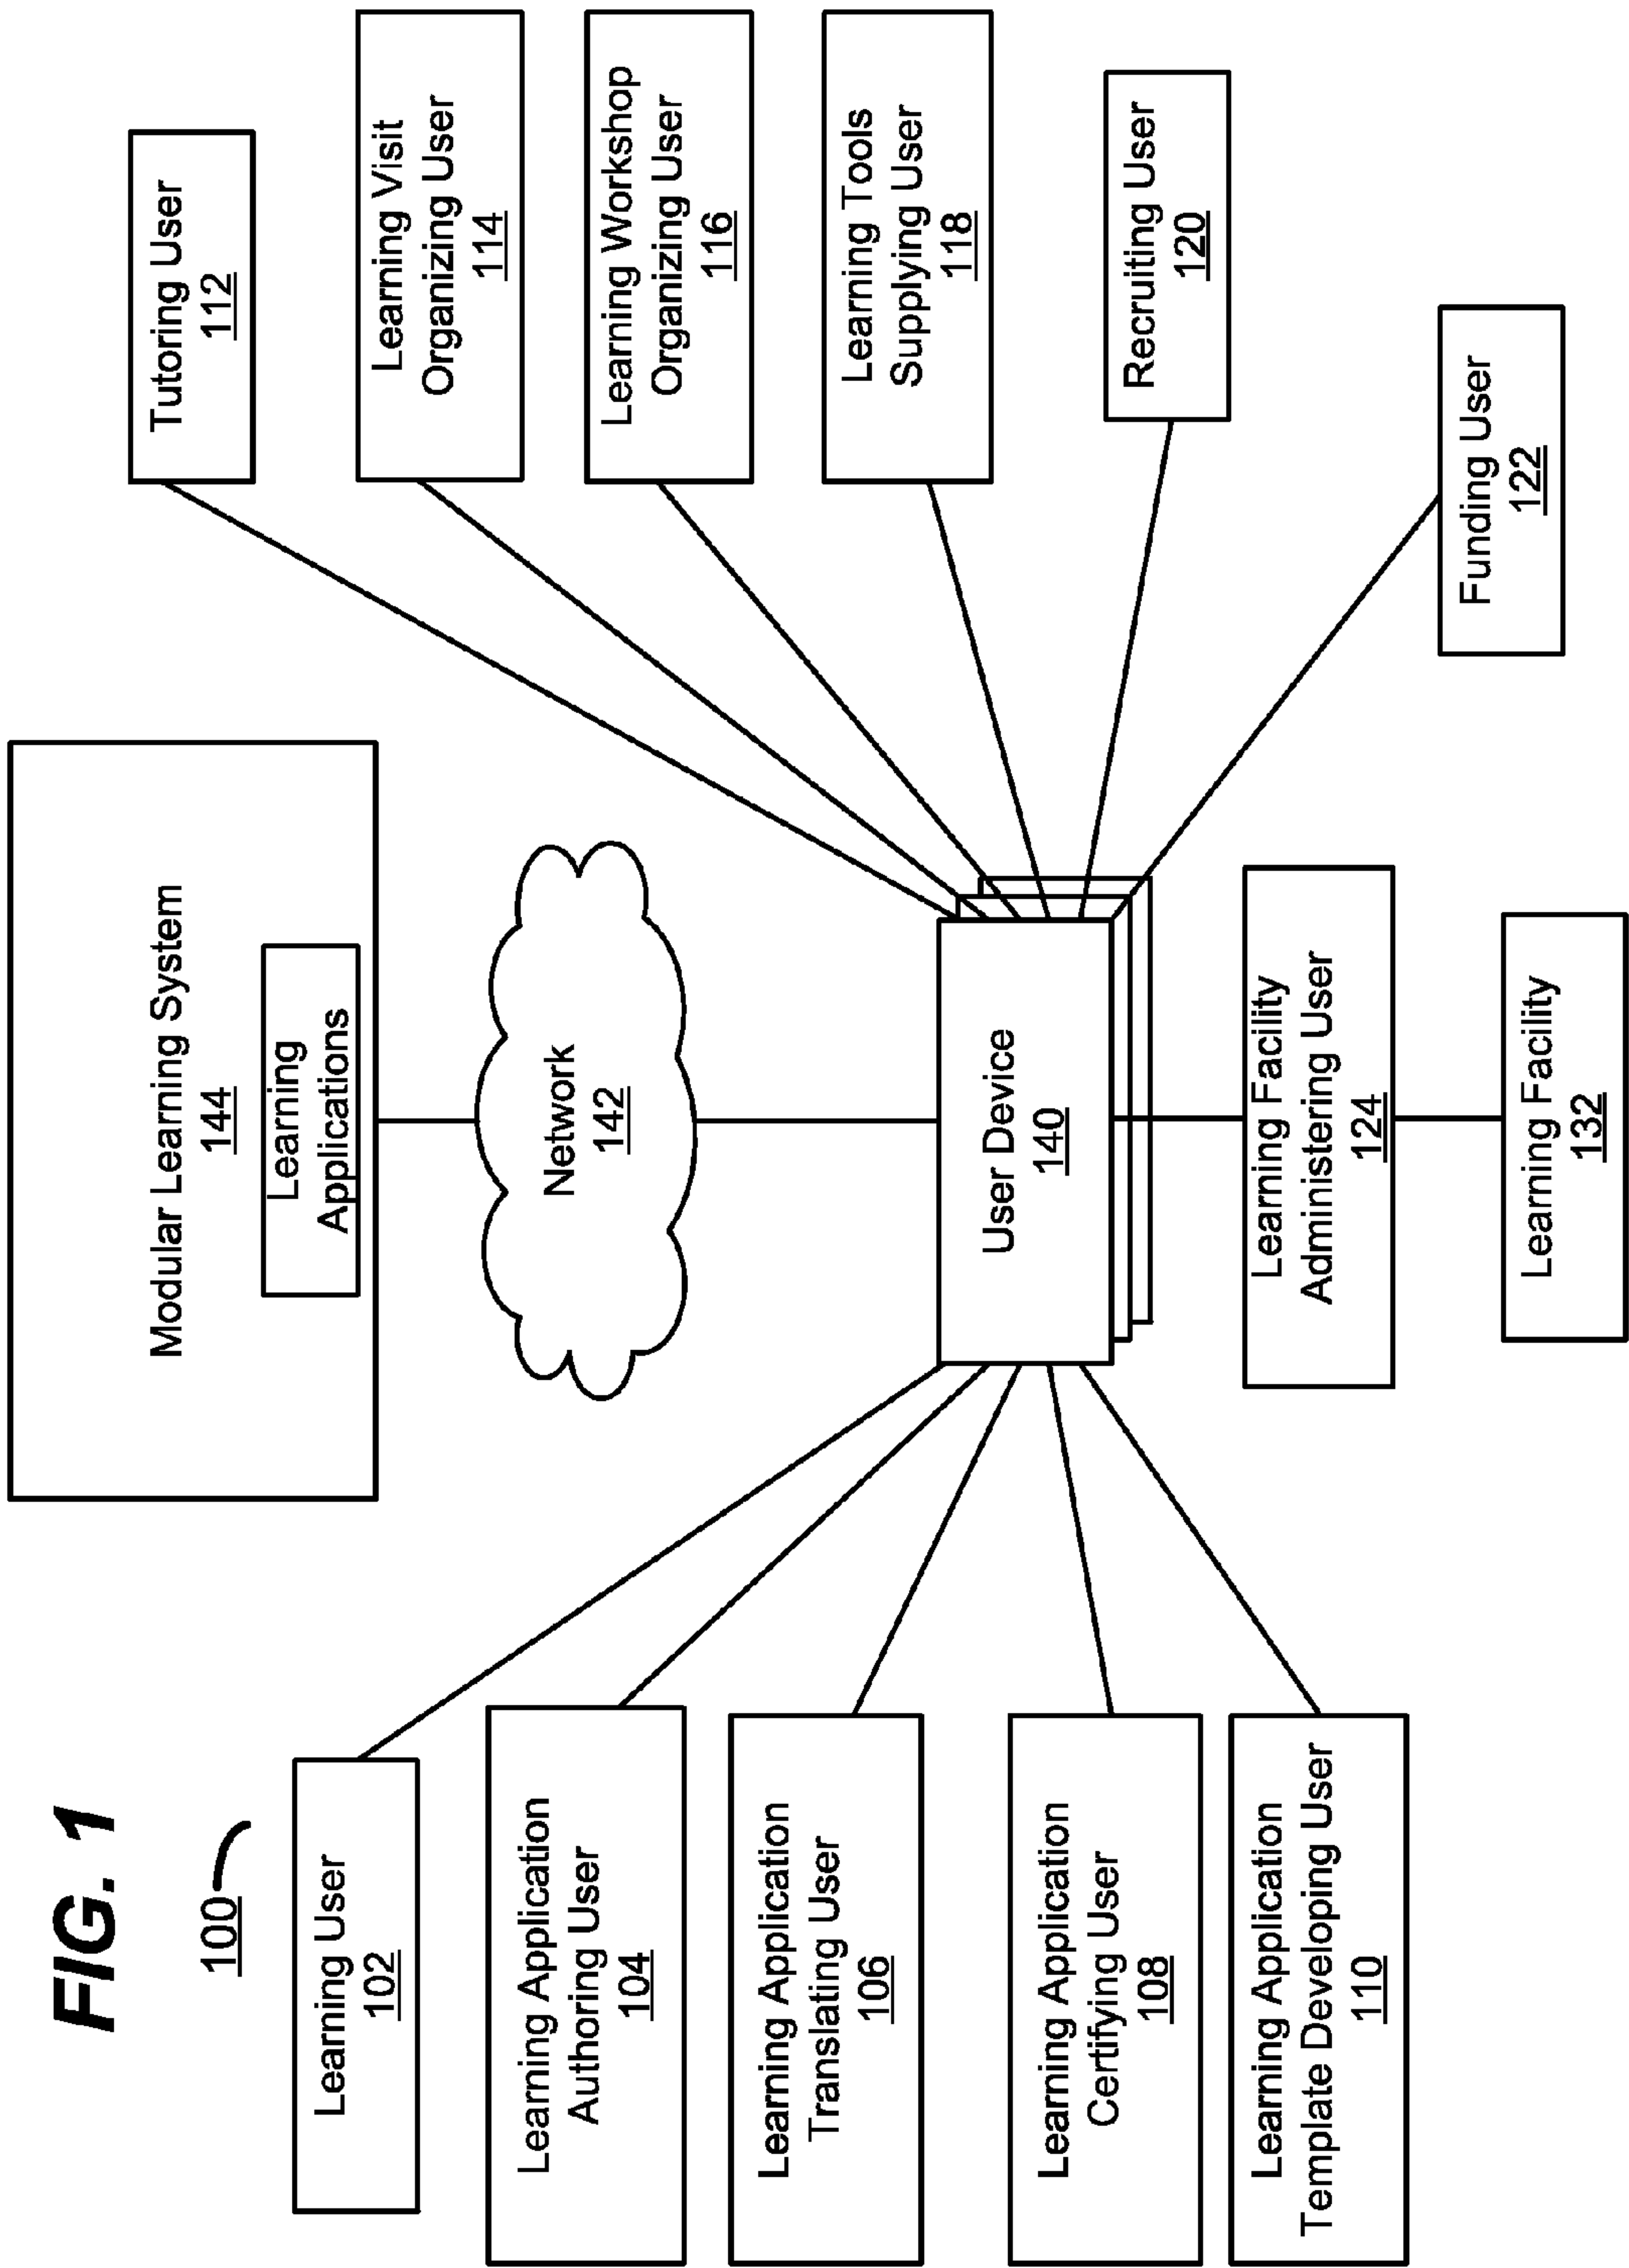 FIG. 1
100
Modular Learning System
144
Learning
Applications
Network
142
User Device
140
Learning User
102
Learning Application
Authoring User
104
Learning Application
Translating User
106
Learning Application
Certifying User
108
Learning Application
Template Developing User
110
Tutoring User
112
Learning Visit
Organizing User
114
Learning Workshop
Organizing User
116
Learning Tools
Supplying User
118
Recruiting User
120
Funding User
122
Learning Facility
Administering User
124
Learning Facility
132